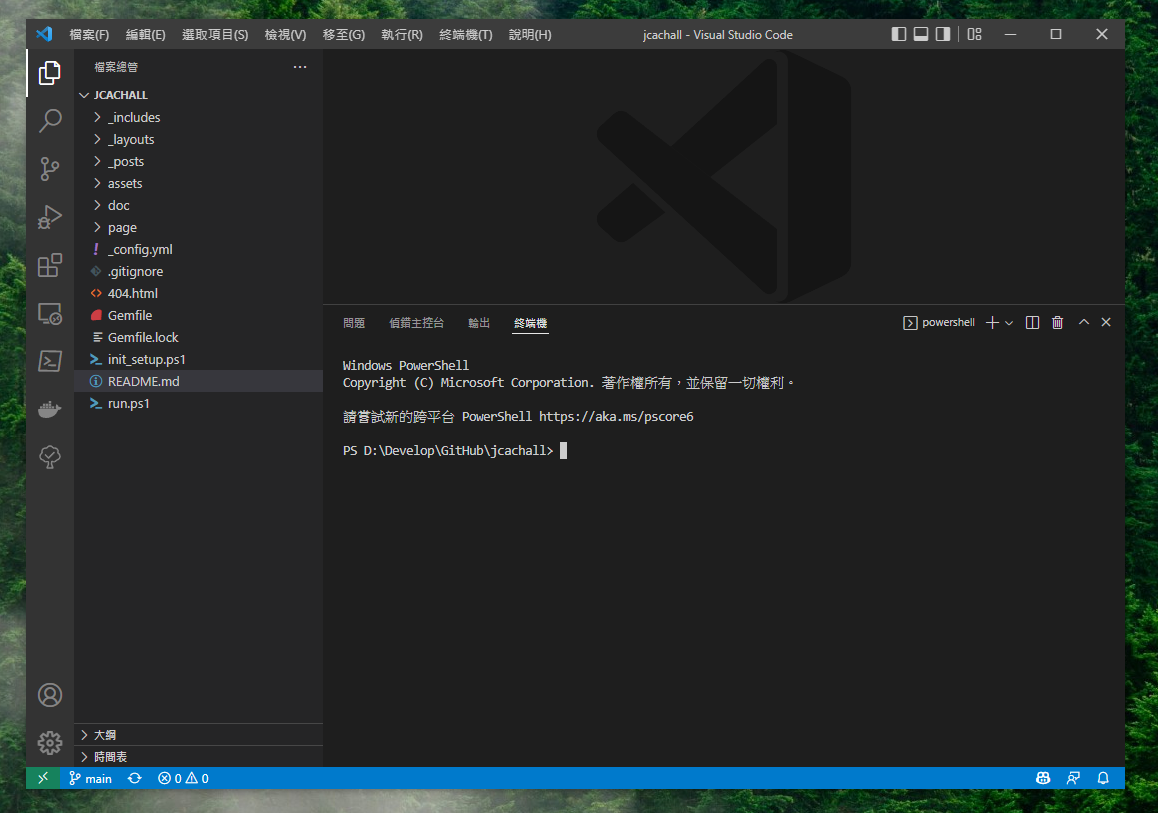 檔案(F) 編輯(E) 選取項目(S) 檢視(V) 移至(G) 執行(R) 終端機(T) 說明(H) jcachall - Visual Studio Code
檔案總管
JCACHALL
_includes
_layouts
_posts
assets
doc
page
_config.yml
.gitignore
404.html
Gemfile
Gemfile.lock
init_setup.ps1
README.md
run.ps1
大綱
時間表
問題 偵錯主控台 輸出 終端機 powershell
Windows PowerShell
Copyright (C) Microsoft Corporation. 著作權所有，並保留一切權利。
請嘗試新的跨平台 PowerShell https://aka.ms/pscore6
PS D:\Develop\GitHub\jcachall>
main 0 0